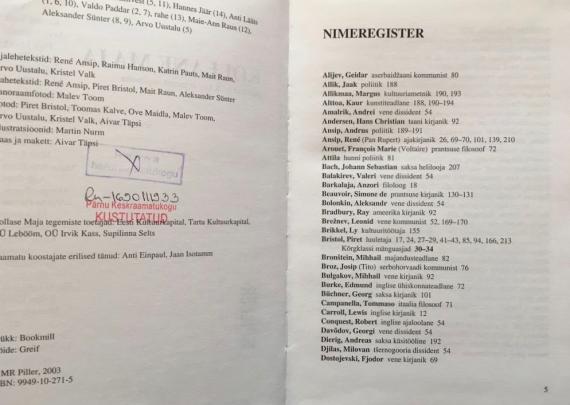 (1, 6, 10), Valdo Paddar (2, 7), rahe (13), Maie-Ann Raun (12),
Aleksander Sünter (8, 9), Arvo Uustalu (5)
jalehetekstid: René Ansip, Raimu Hanson, Katrin Pauts, Mait Raun,
rvo Uustalu, Kristel Valk
ahetekstid: René Ansip, Piret Bristol, Mait Raun, Aleksander Sünter
anoraamfotod: Malev Toom
otod: Piret Bristol, Toomas Kalve, Ove Maidla, Malev Toom,
rvo Uustalu, Kristel Valk, Aivar Täpsi
lustratsioonid: Martin Nurm
aas ja makett: Aivar Täpsi
Pärnu Keskraamatukogu
KUSTUTATUD
ollase Maja tegemiste toetajad: Eesti Kultuurkapital, Tartu Kultuurkapital,
Ü Lebööm, OÜ Irvik Kass, Supilinna Selts
aamatu koostajate erilised tänud: Anti Einpaul, Jaan Isotamm
ükk: Bookmill
öide: Greif
MR Piller, 2003
BN: 9949-10-271-5
NIMEREGISTER
Alijev, Geidar aserbaidžaani kommunist 80
Allik, Jaak poliitik 188
Allikmaa, Margus kultuuriametnik 190, 193
Alttoa, Kaur kunstiteadlane 188, 190–194
Amalrik, Andrei vene dissident 54
Andersen, Hans Christian taani kirjanik 92
Ansip, Andrus poliitik 189–191
Ansip, René (Pan Rupert) ajakirjanik 26, 69–70, 101, 139, 210
Arouet, François Marie (Voltaire) prantsuse filosoof 72
Attila hunni poliitik 81
Bach, Johann Sebastian saksa helilooja 207
Balakirev, Valeri vene dissident 54
Barkalaja, Anzori filoloog 18
Beauvoir, Simone de prantsuse kirjanik 130–131
Bolonkin, Aleksandr vene dissident 54
Bradbury, Ray ameerika kirjanik 92
Brežnev, Leonid vene kommunist 52, 169–170
Brikkel, Ly kultuuritöötaja 155
Bristol, Piret luuletaja 17, 24, 27–29, 41–43, 85, 94, 166, 213
Kõrgklassi mänguasjad 30–34
Bronštein, Mihhail majandusteadlane 82
Broz, Josip (Tito) serbohorvaadi kommunist 76
Bulgakov, Mihhail vene kirjanik 92
Burke, Edmund inglise ühiskonnateadlane 72
Büchner, Georg saksa kirjanik 101
Campanella, Tommaso itaalia filosoof 71
Carroll, Lewis inglise kirjanik 12
Conquest, Robert inglise ajaloolane 54
Davõdov, Georgi vene dissident 54
Dierig, Andreas saksa käsitööline 192
Djilas, Milovan tšernogooria dissident 54
Dostojevski, Fjodor vene kirjanik 69
5